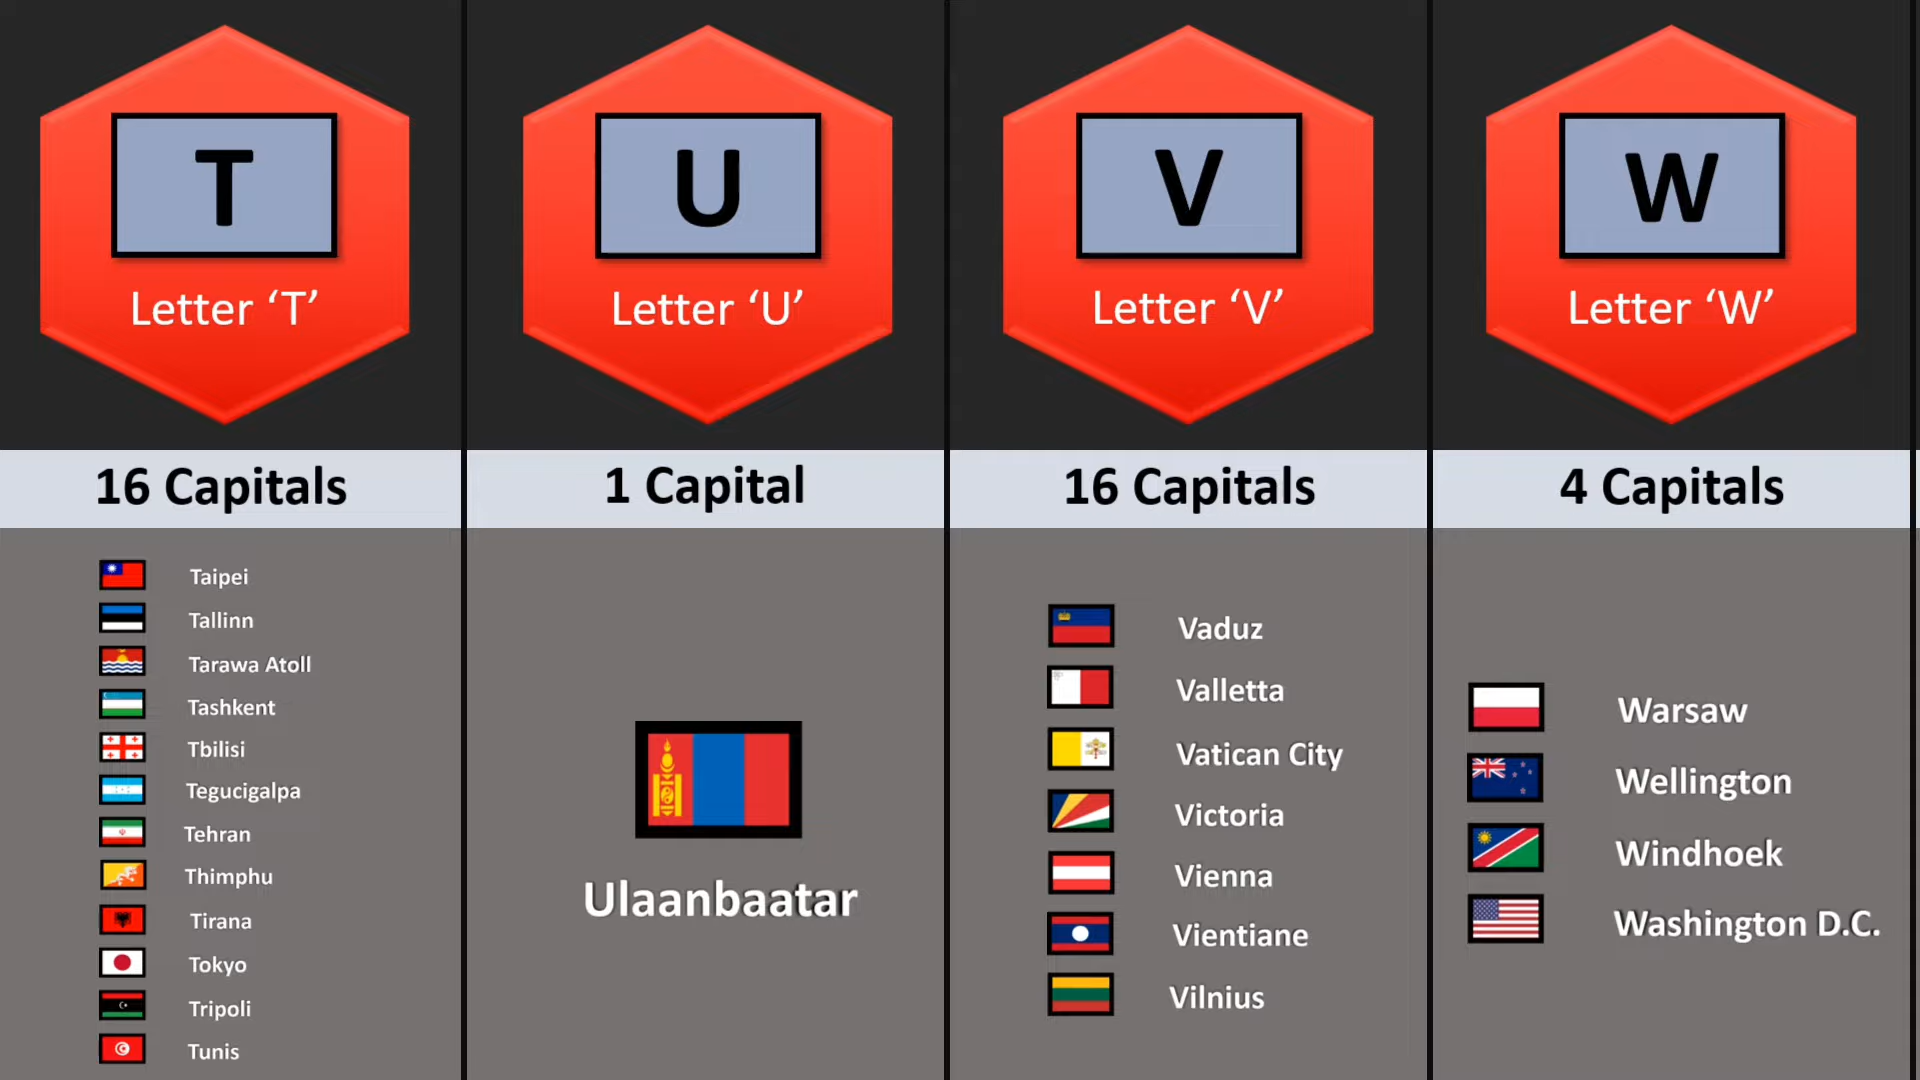 T
Letter ‘T’
16 Capitals
Taipei
Tallinn
Tarawa Atoll
Tashkent
Tbilisi
Tegucigalpa
Tehran
Thimphu
Tirana
Tokyo
Tripoli
Tunis
U
Letter ‘U’
1 Capital
Ulaanbaatar
V
Letter ‘V’
16 Capitals
Vaduz
Valletta
Vatican City
Victoria
Vienna
Vientiane
Vilnius
W
Letter ‘W’
4 Capitals
Warsaw
Wellington
Windhoek
Washington D.C.